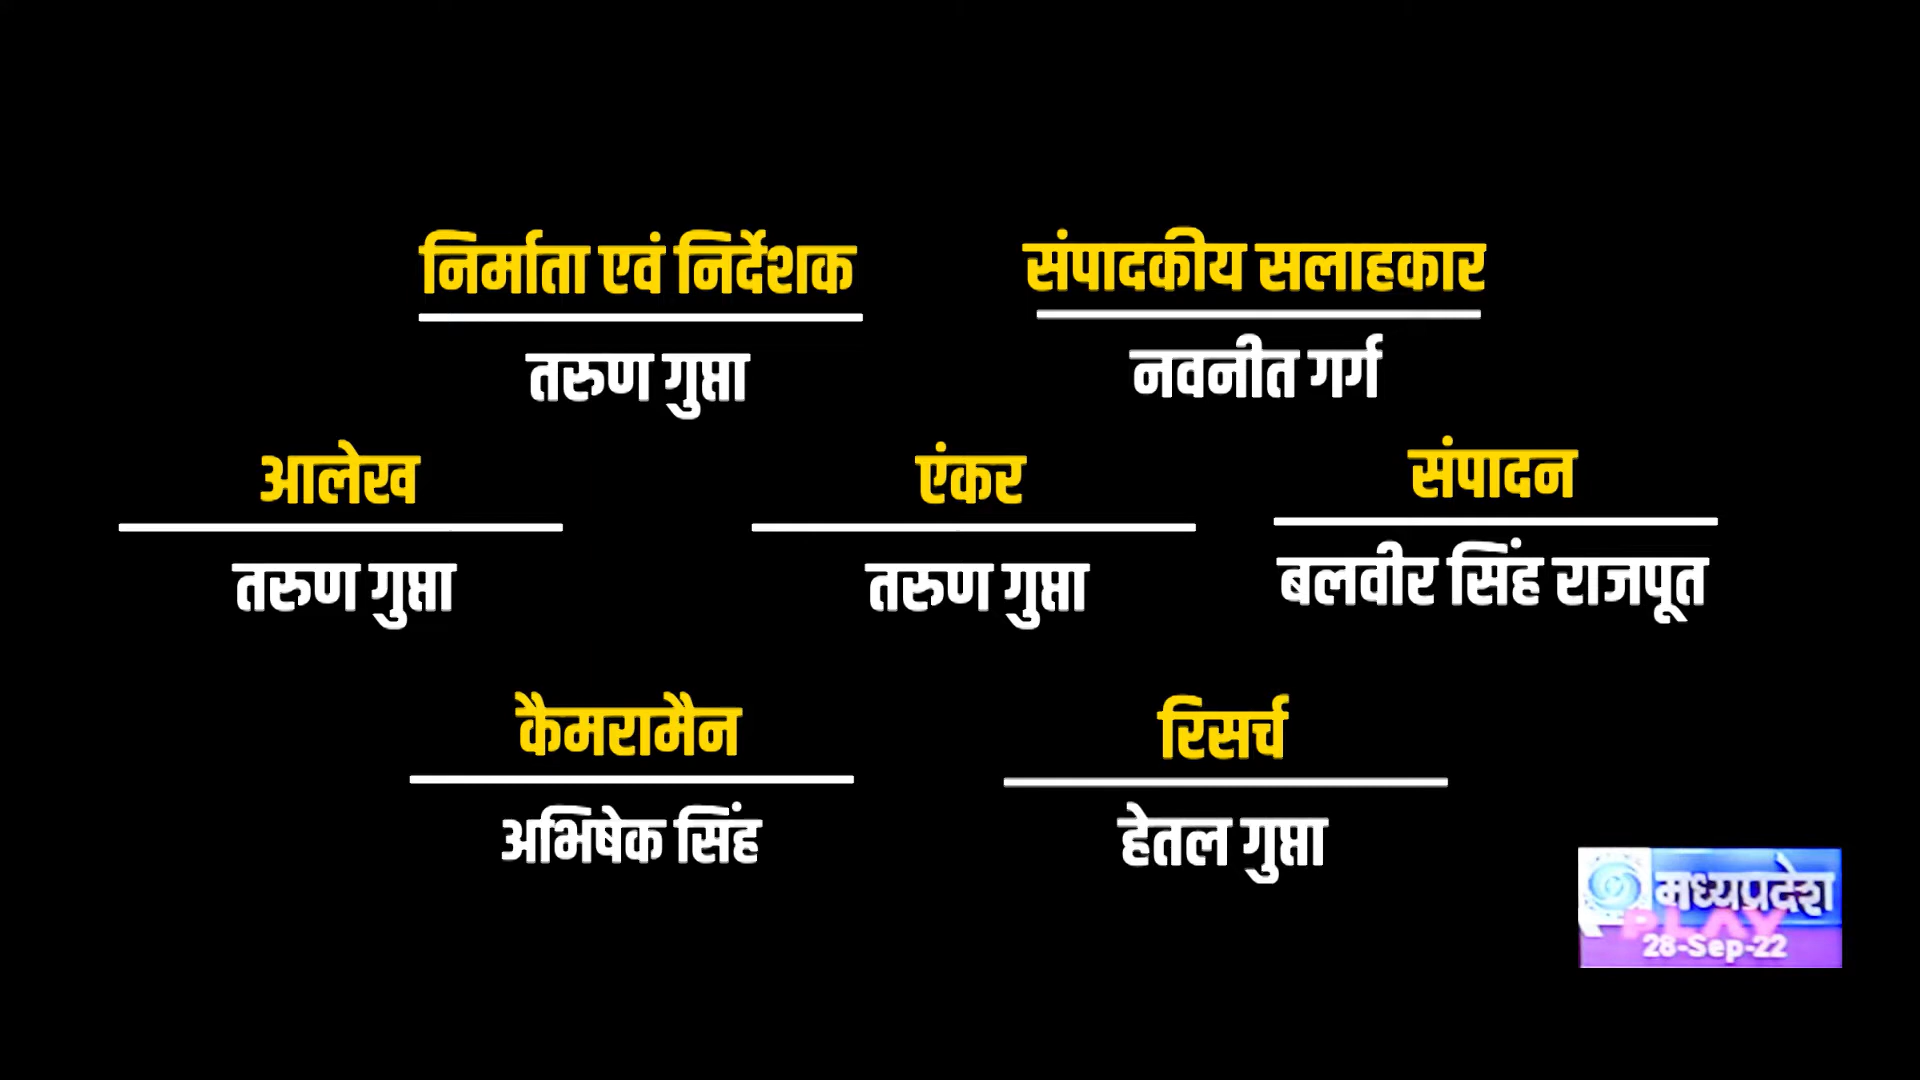 निर्माता एवं निर्देशक
तरुण गुप्ता
संपादकीय सलाहकार
नवनीत गर्ग
आलेख
तरुण गुप्ता
एंकर
तरुण गुप्ता
संपादन
बलवीर सिंह राजपूत
कैमरामैन
अभिषेक सिंह
रिसर्च
हेतल गुप्ता
मध्यप्रदेश
PLAY
28-Sep-22